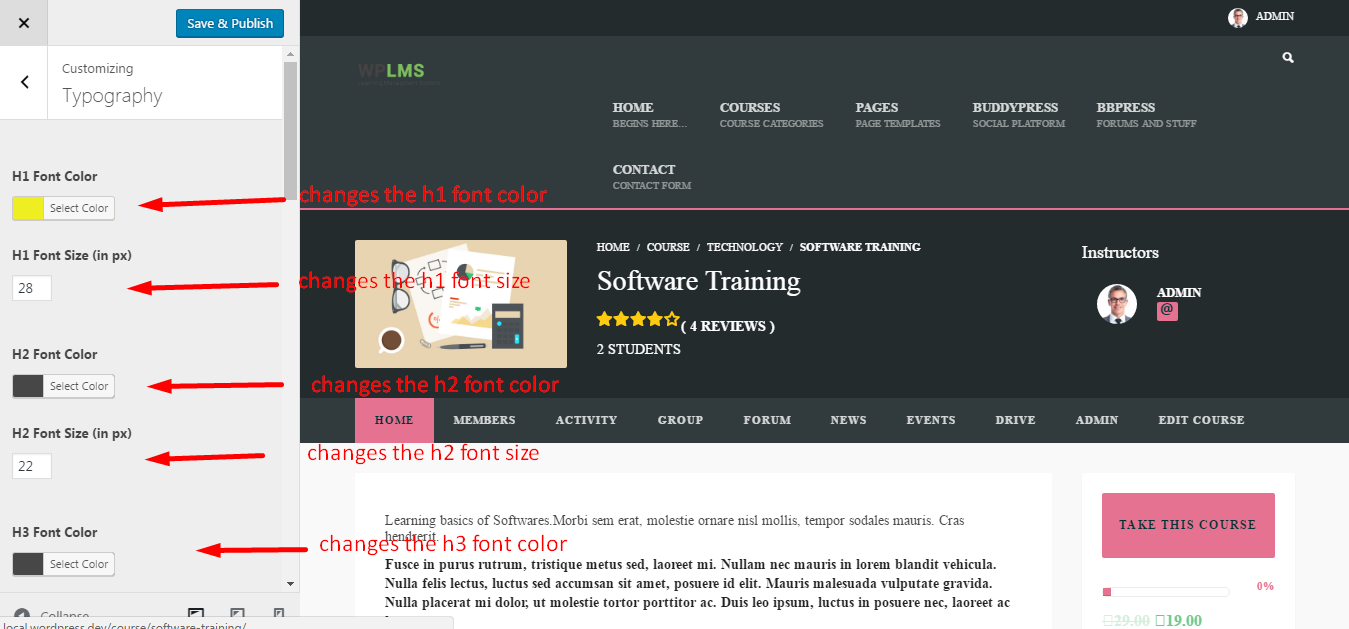 Save & Publish
Customizing
Typography
H1 Font Color
Select Color
changes the h1 font color
H1 Font Size (in px)
28
changes the h1 font size
H2 Font Color
Select Color
changes the h2 font color
H2 Font Size (in px)
22
changes the h2 font size
H3 Font Color
Select Color
changes the h3 font color
Collapse
local.wordpress.dev/course/software-training/
ADMIN
WPLMS
HOME
BEGINS HERE...
COURSES
COURSE CATEGORIES
PAGES
PAGE TEMPLATES
BUDDYPRESS
SOCIAL PLATFORM
BBPRESS
FORUMS AND STUFF
CONTACT
CONTACT FORM
HOME / COURSE / TECHNOLOGY / SOFTWARE TRAINING
Software Training
( 4 REVIEWS )
2 STUDENTS
Instructors
ADMIN
@
HOME MEMBERS ACTIVITY GROUP FORUM NEWS EVENTS DRIVE ADMIN EDIT COURSE
Learning basics of Softwares.Morbi sem erat, molestie ornare nisl mollis, tempor sodales mauris. Cras
hendrerit
Fusce in purus rutrum, tristique metus sed, laoreet mi. Nullam nec mauris in lorem blandit vehicula.
Nulla felis lectus, luctus sed accumsan sit amet, posuere id elit. Mauris malesuada vulputate gravida.
Nulla placerat mi dolor, ut molestie tortor porttitor ac. Duis leo ipsum, luctus in posuere nec, laoreet ac
TAKE THIS COURSE
0%
29.00 19.00